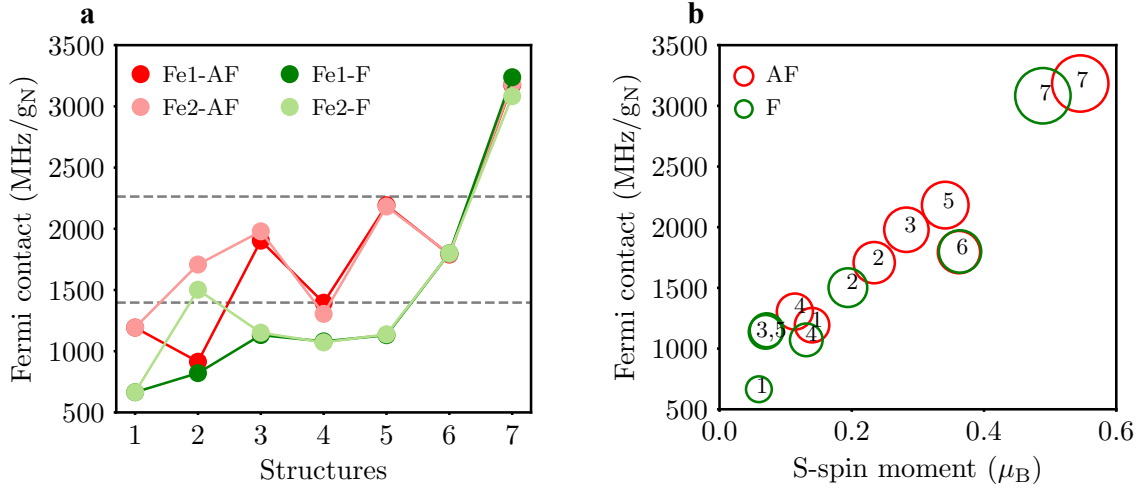 a
Fermi contact (MHz/gN)
3500
3000
2500
2000
1500
1000
500
Fe1-AF
Fe2-AF
Fe1-F
Fe2-F
1 2 3 4 5 6 7
Structures
b
Fermi contact (MHz/gN)
3500
3000
2500
2000
1500
1000
500
AF
F
7
7
5
3
6
2
2
4
1
3,5
4
1
0.0 0.2 0.4 0.6
S-spin moment (μB)